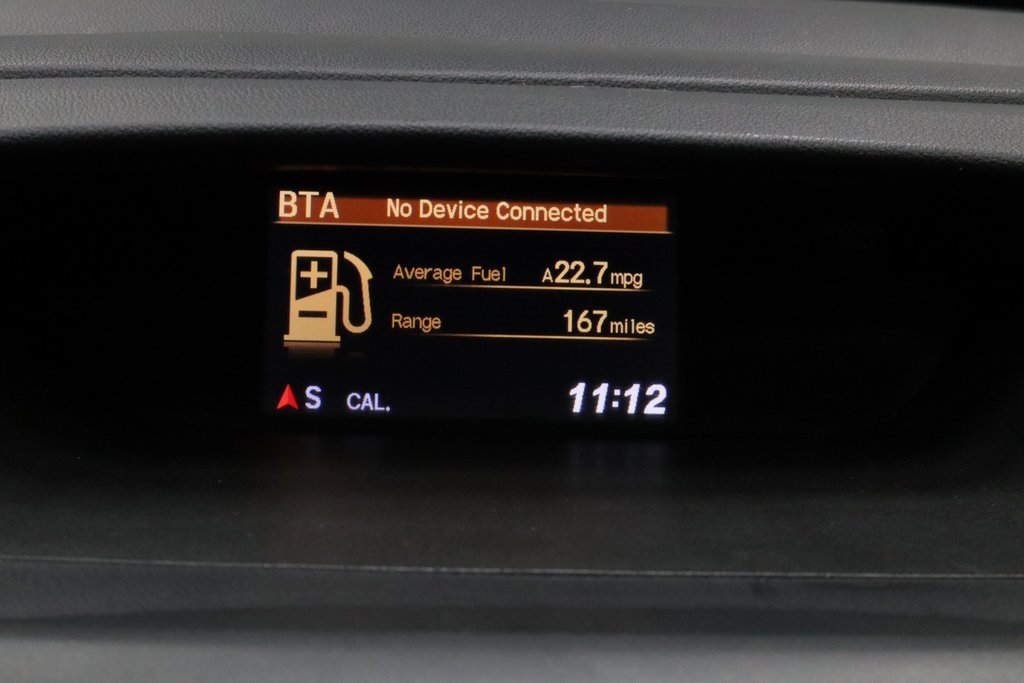 BTA No Device Connected
Average Fuel A22.7mpg
Range 167miles
S CAL. 11:12